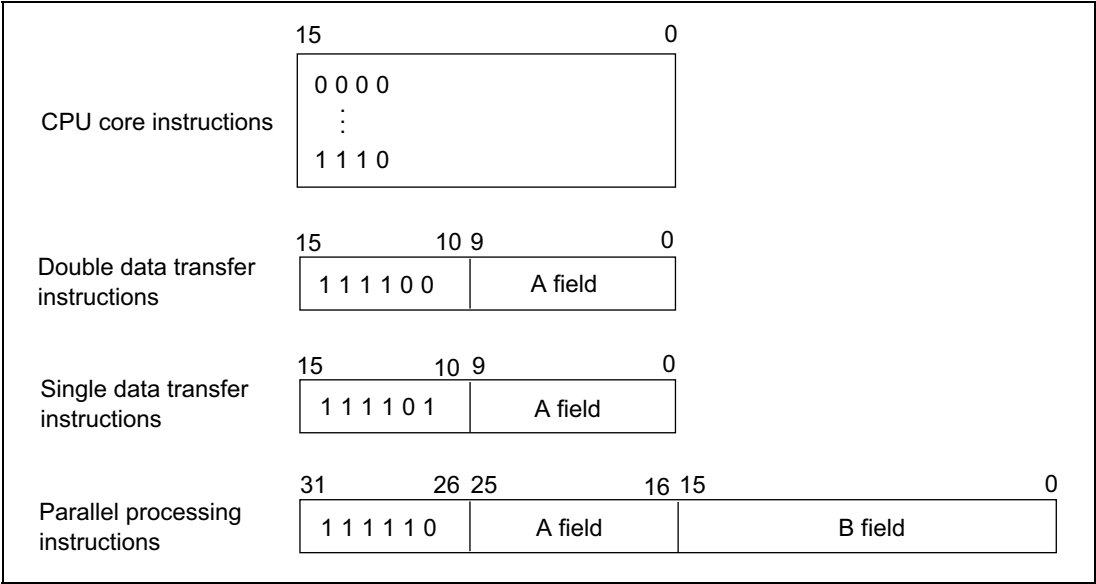 15 0
0 0 0 0
CPU core instructions
1 1 1 0
15 10 9 0
Double data transfer
instructions
1 1 1 1 0 0 A field
15 10 9 0
Single data transfer
instructions
1 1 1 1 0 1 A field
31 26 25 16 15 0
Parallel processing
instructions
1 1 1 1 1 0 A field B field